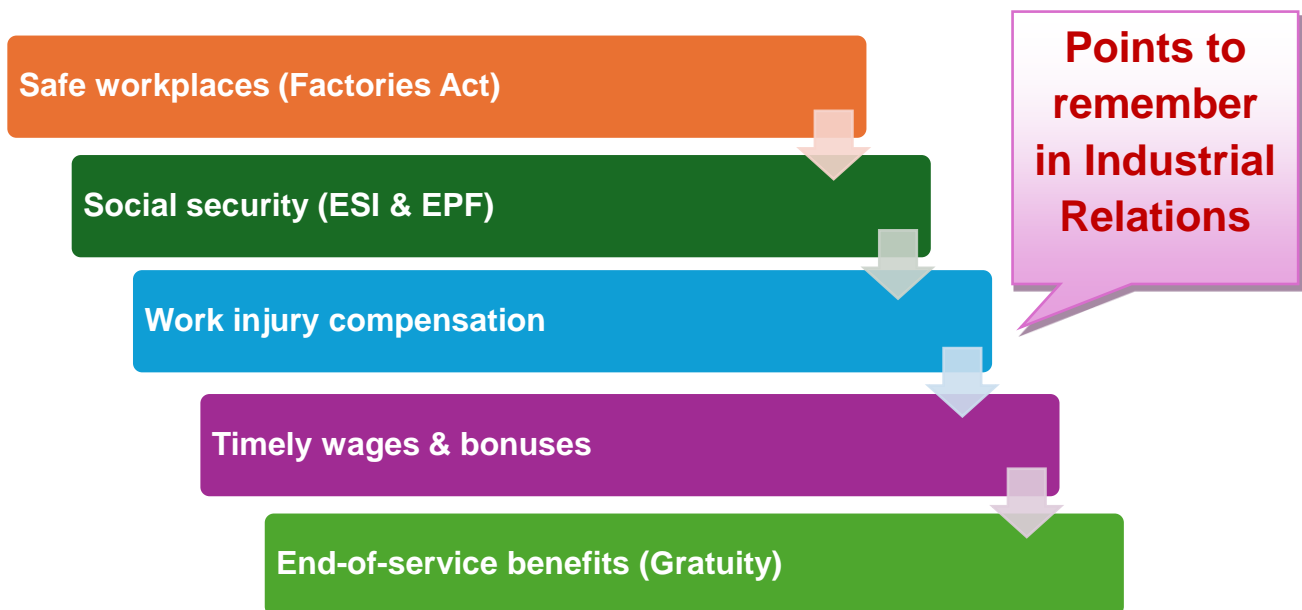 Safe workplaces (Factories Act)
Social security (ESI & EPF)
Work injury compensation
Timely wages & bonuses
End-of-service benefits (Gratuity)
Points to
remember
in Industrial
Relations